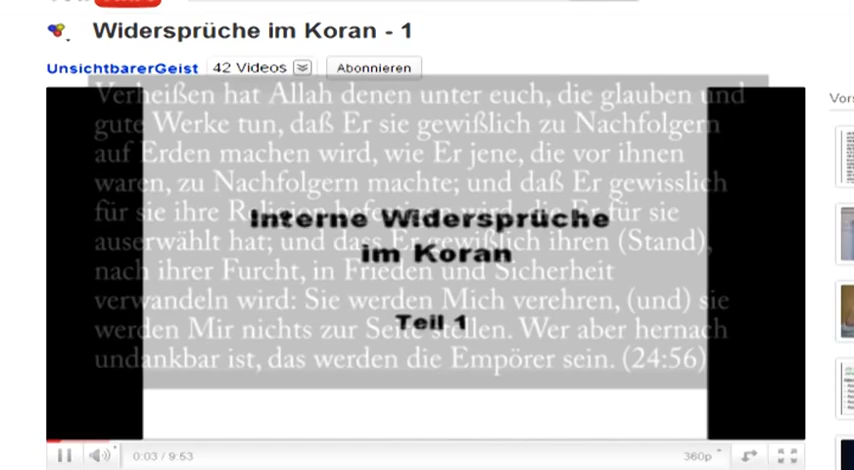 Widersprüche im Koran - 1
UnsichtbarerGeist 42 Videos Abonnieren
Verheißen hat Allah denen unter euch, die glauben und
gute Werke tun, daß Er sie gewißlich zu Nachfolgern
auf Erden machen wird, wie Er jene, die vor ihnen
waren, zu Nachfolgern machte; und daß Er gewisslich
für sie ihre Religion befestigen wird, die Er für sie
auserwählt hat; und dass Er gewißlich ihren (Stand),
nach ihrer Furcht, in Frieden und Sicherheit
verwandeln wird: Sie werden Mich verehren, (und) sie
werden Mir nichts zur Seite stellen. Wer aber hernach
undankbar ist, das werden die Empörer sein. (24:56)
Interne Widersprüche
im Koran
Teil 1
0:03 / 9:53
360p